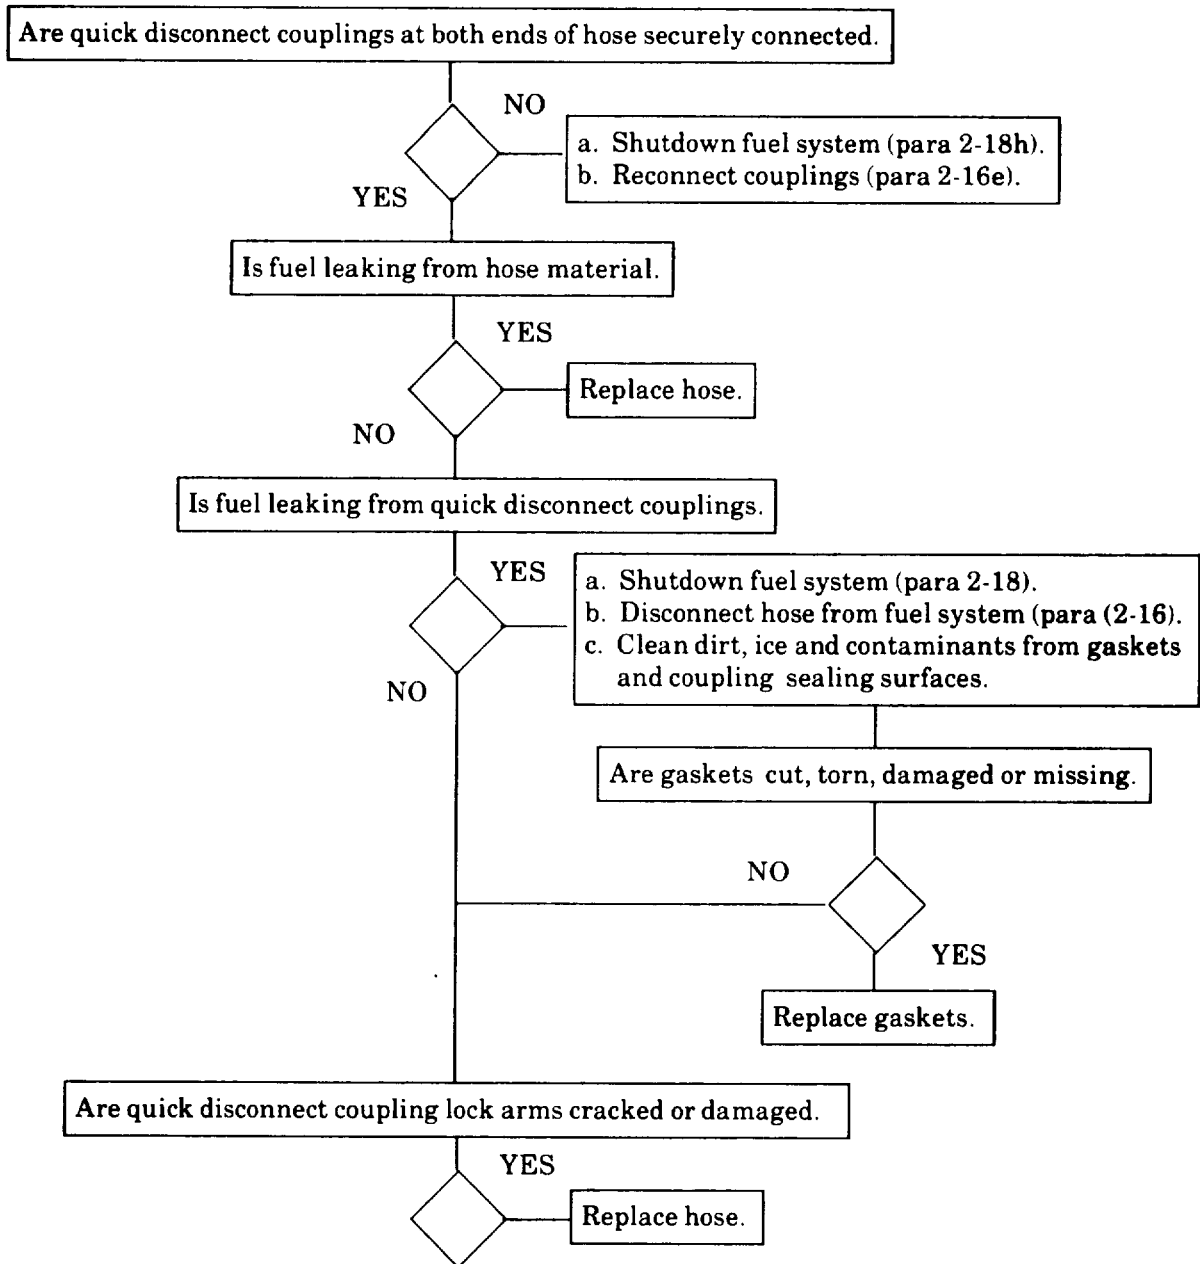 Are quick disconnect couplings at both ends of hose securely connected.
NO
a. Shutdown fuel system (para 2-18h).
b. Reconnect couplings (para 2-16e).
YES
Is fuel leaking from hose material.
YES
Replace hose.
NO
Is fuel leaking from quick disconnect couplings.
YES
a. Shutdown fuel system (para 2-18).
b. Disconnect hose from fuel system (para (2-16).
c. Clean dirt, ice and contaminants from gaskets
and coupling sealing surfaces.
NO
Are gaskets cut, torn, damaged or missing.
NO
YES
Replace gaskets.
Are quick disconnect coupling lock arms cracked or damaged.
YES
Replace hose.